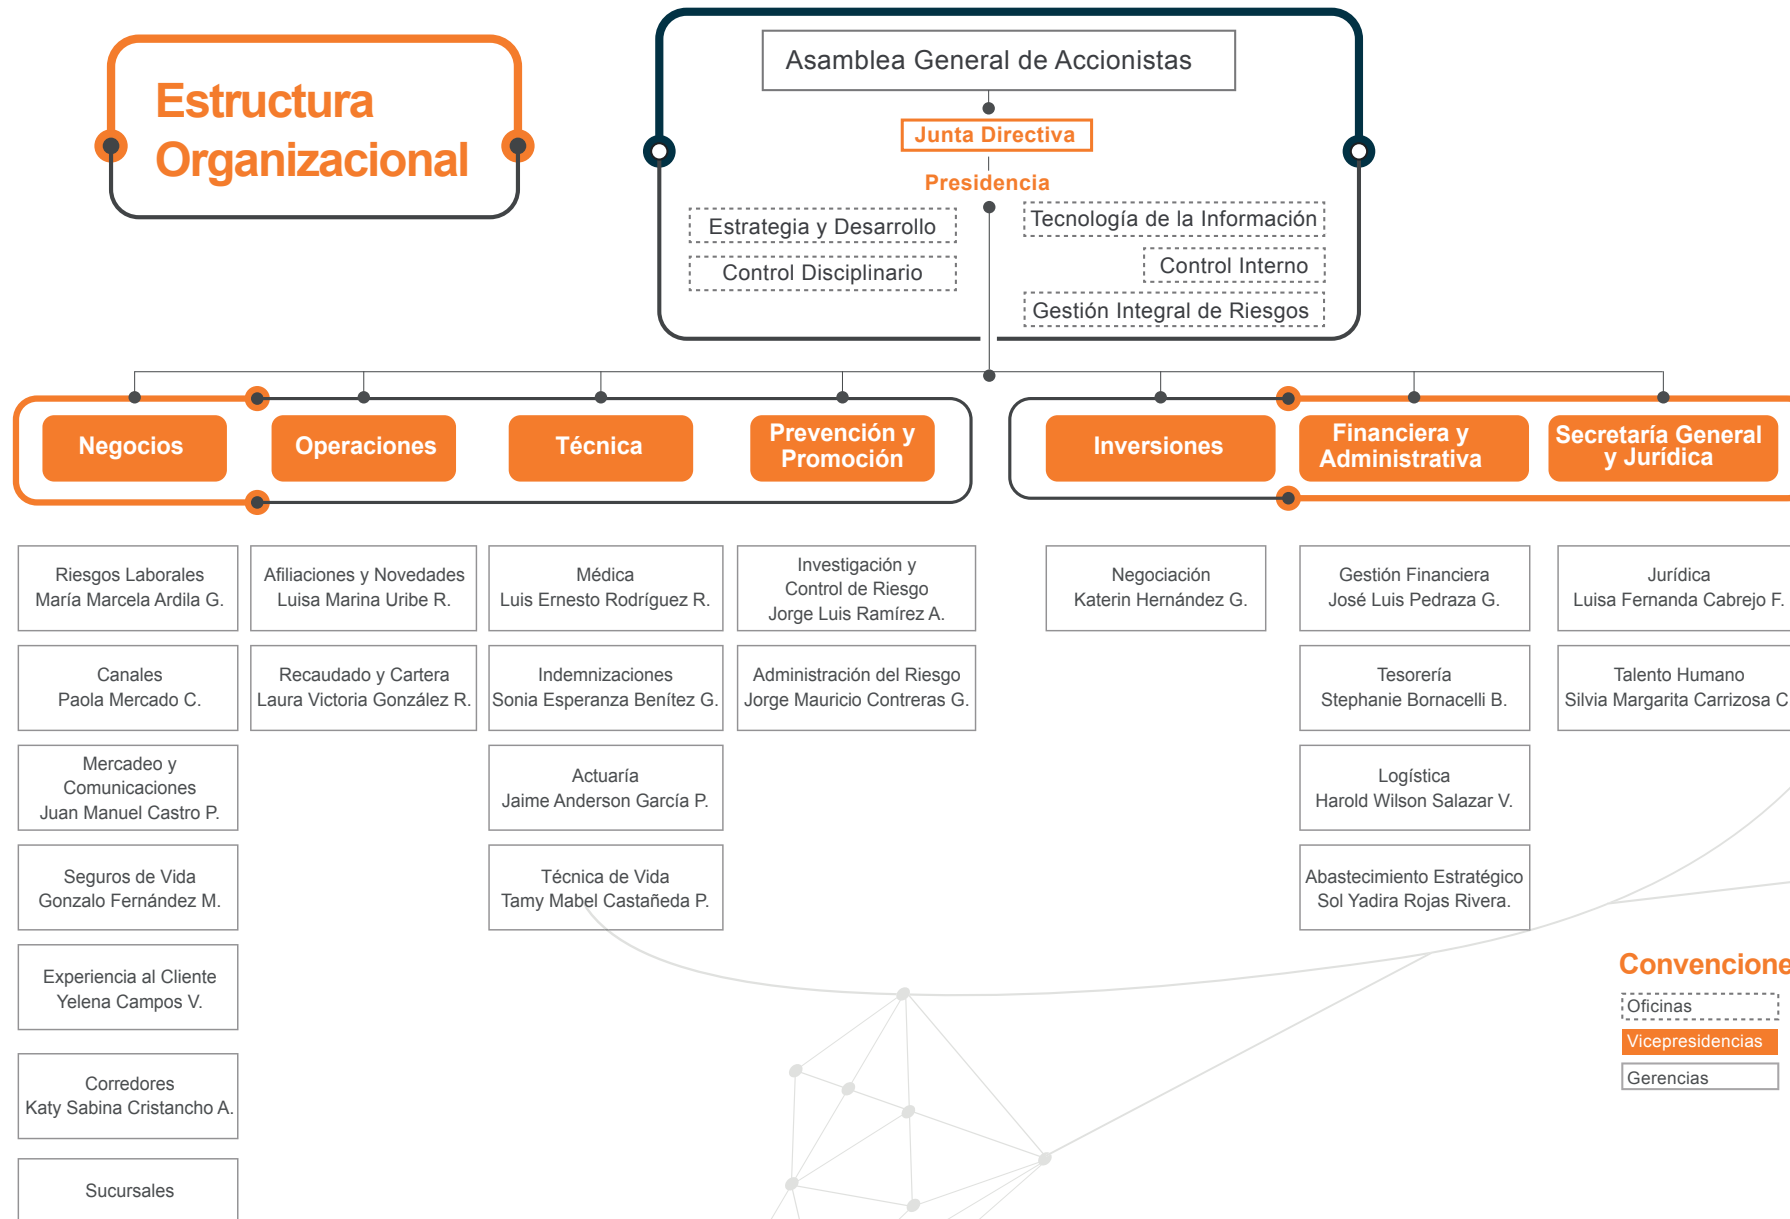 Estructura
Organizacional
Asamblea General de Accionistas
Junta Directiva
Presidencia
Estrategia y Desarrollo
Control Disciplinario
Tecnología de la Información
Control Interno
Gestión Integral de Riesgos
Negocios
Operaciones
Técnica
Prevención y
Promoción
Inversiones
Financiera y
Administrativa
Secretaría General
y Jurídica
Riesgos Laborales
María Marcela Ardila G.
Canales
Paola Mercado C.
Mercadeo y
Comunicaciones
Juan Manuel Castro P.
Seguros de Vida
Gonzalo Fernández M.
Experiencia al Cliente
Yelena Campos V.
Corredores
Katy Sabina Cristancho A.
Sucursales
Afiliaciones y Novedades
Luisa Marina Uribe R.
Recaudado y Cartera
Laura Victoria González R.
Médica
Luis Ernesto Rodríguez R.
Indemnizaciones
Sonia Esperanza Benítez G.
Actuaría
Jaime Anderson García P.
Técnica de Vida
Tamy Mabel Castañeda P.
Investigación y
Control de Riesgo
Jorge Luis Ramírez A.
Administración del Riesgo
Jorge Mauricio Contreras G.
Negociación
Katerin Hernández G.
Gestión Financiera
José Luis Pedraza G.
Tesorería
Stephanie Bornacelli B.
Logística
Harold Wilson Salazar V.
Abastecimiento Estratégico
Sol Yadira Rojas Rivera.
Jurídica
Luisa Fernanda Cabrejo F.
Talento Humano
Silvia Margarita Carrizosa C
Convencione
Oficinas
Vicepresidencias
Gerencias